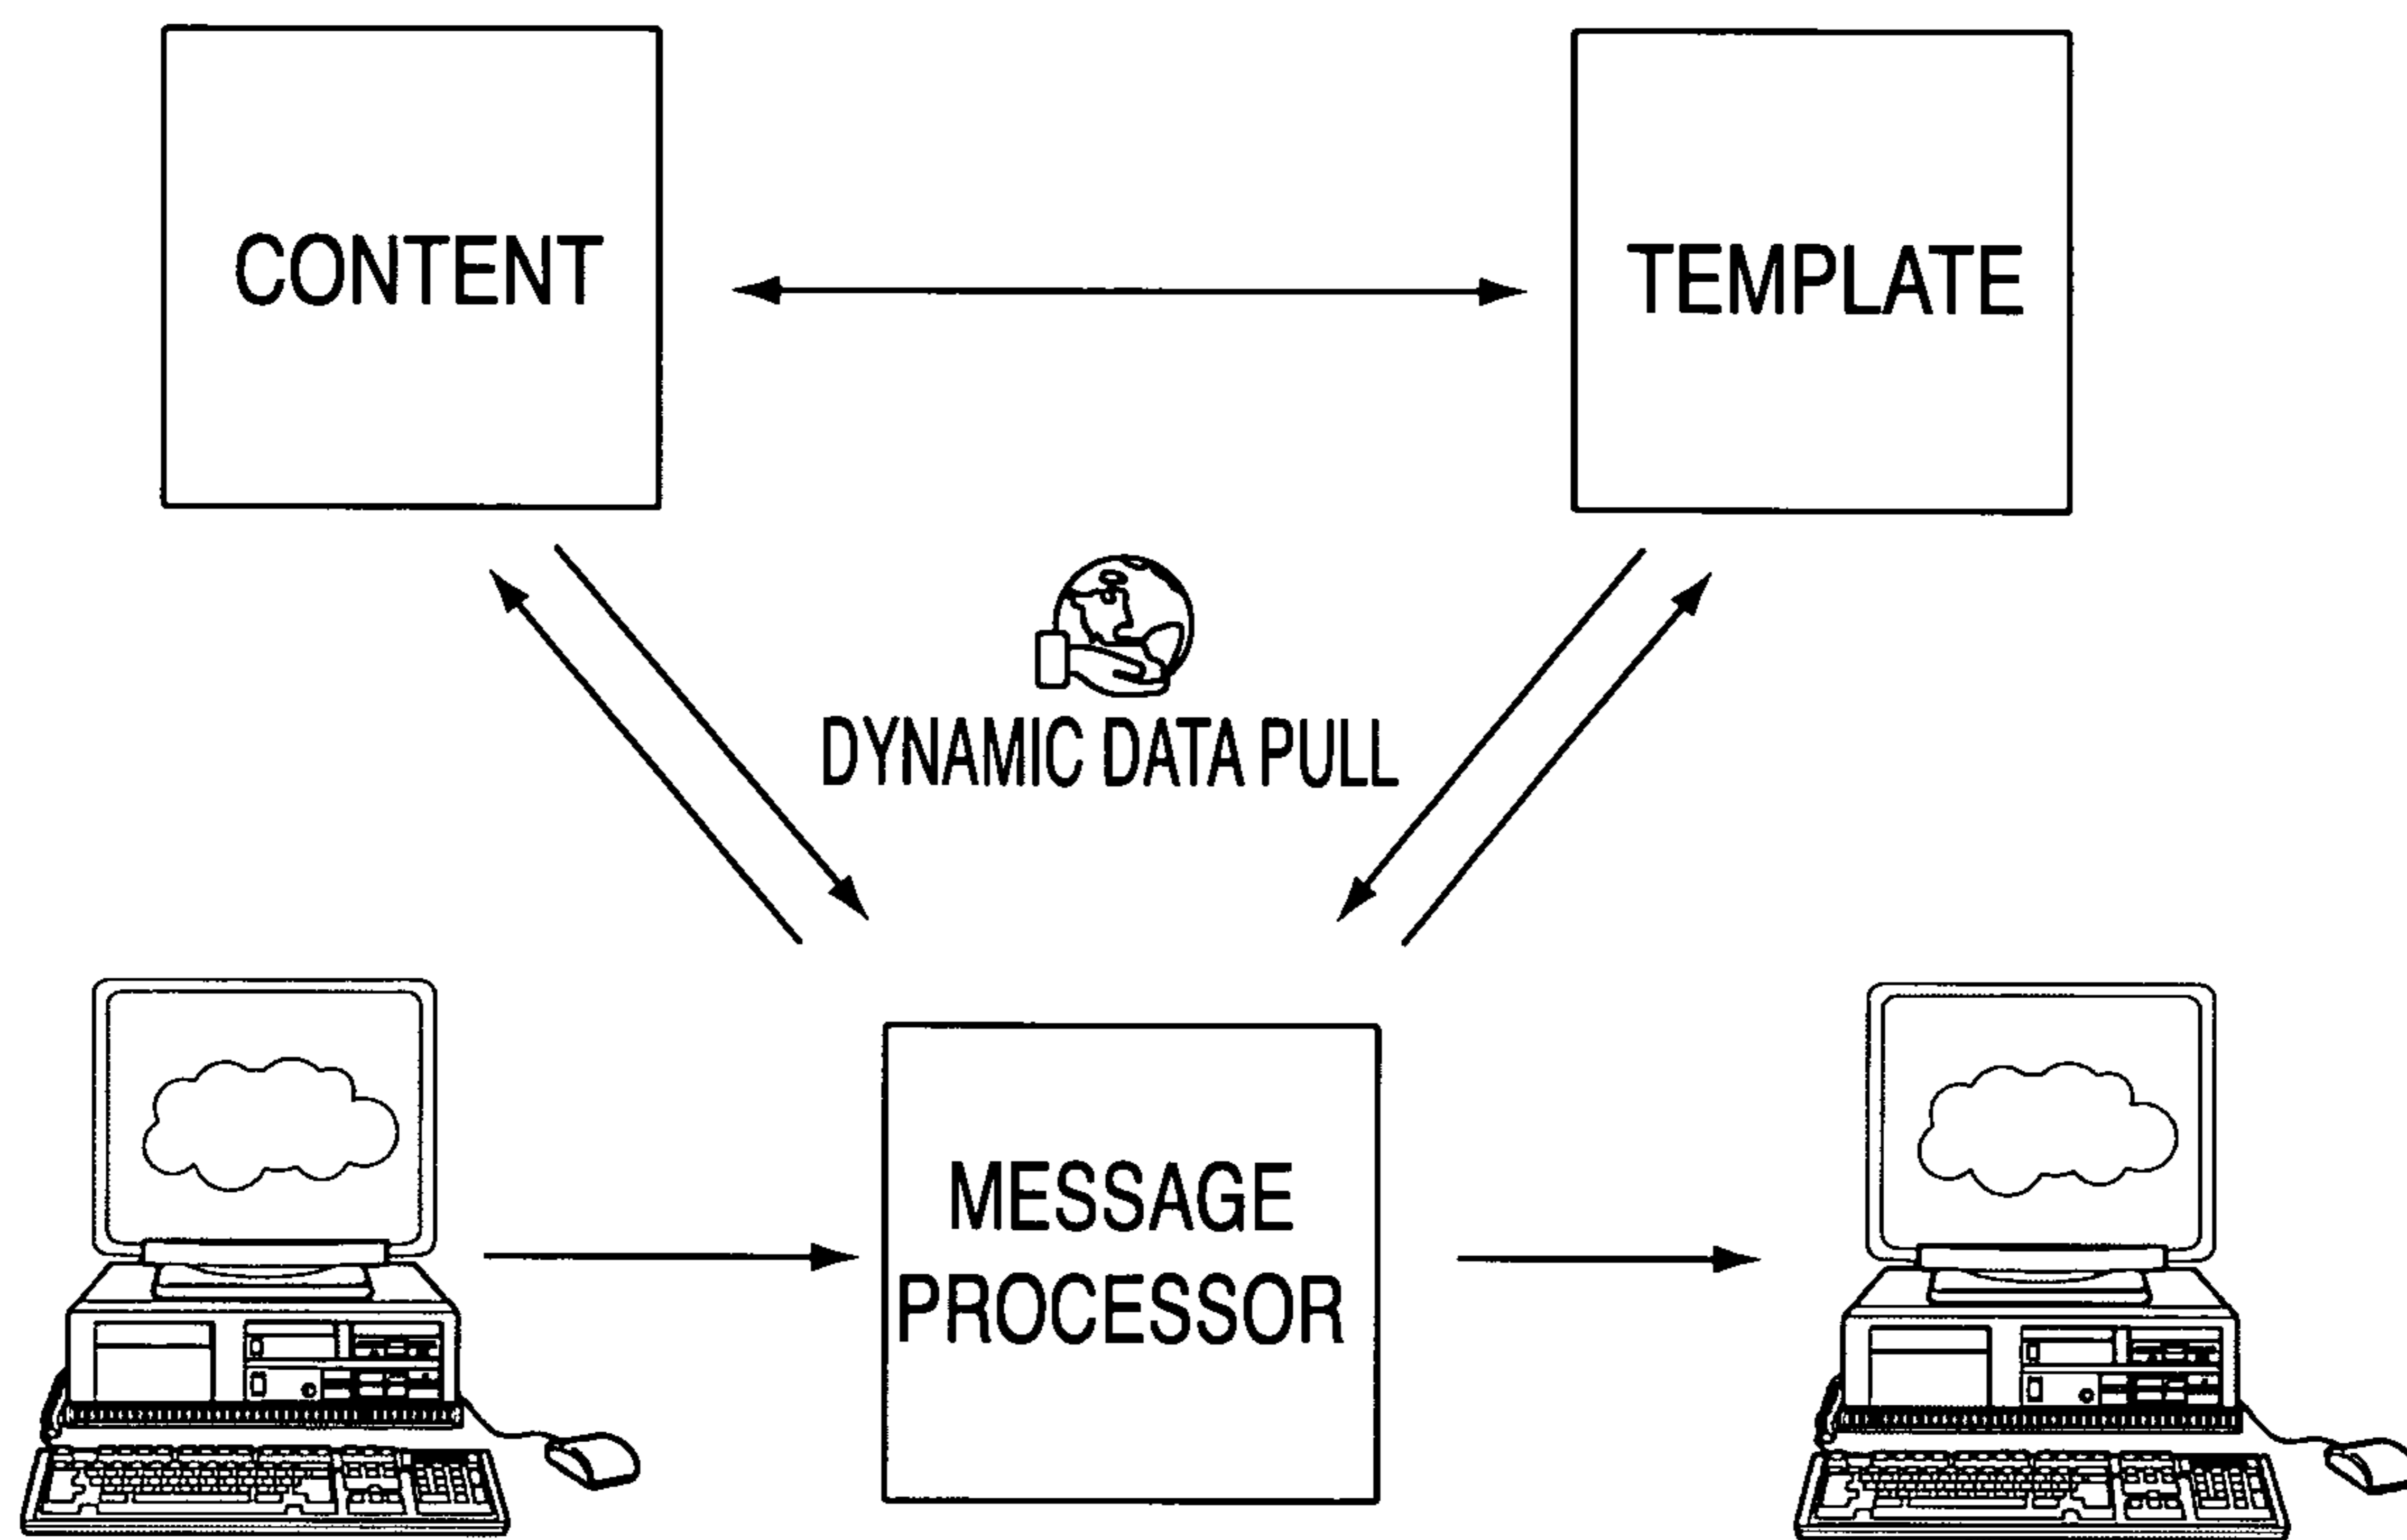 CONTENT
TEMPLATE
DYNAMIC DATA PULL
MESSAGE
PROCESSOR